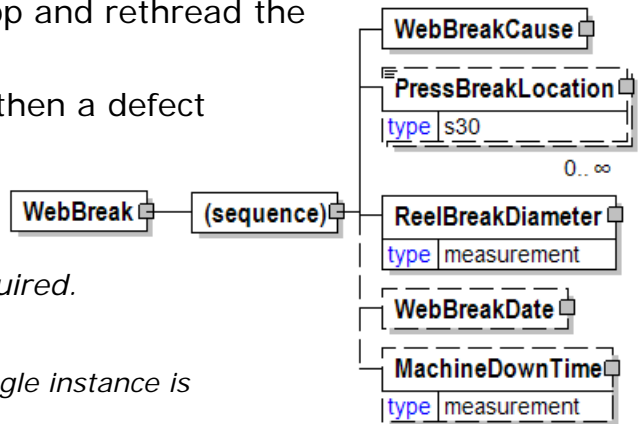 op and rethread the
then a defect
uired.
gle instance is
WebBreak
(sequence)
WebBreakCause
PressBreakLocation
type s30
0.. ∞
ReelBreakDiameter
type measurement
WebBreakDate
MachineDownTime
type measurement